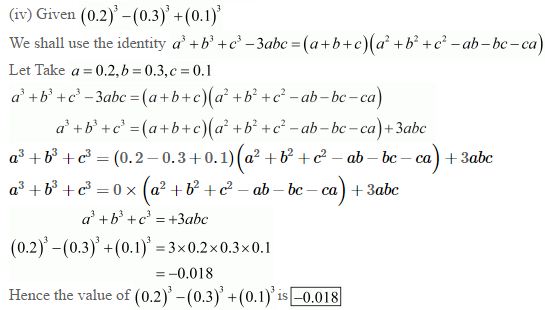 (iv) Given (0.2)³ −(0.3)³ +(0.1)³
We shall use the identity a³ +b³ +c³ −3abc =(a+b+c)(a² +b² +c² −ab−bc−ca)
Let Take a = 0.2,b = 0.3,c = 0.1
a³ +b³ +c³ −3abc =(a+b+c)(a² +b² +c² −ab−bc−ca)
a³ +b³ +c³ =(a+b+c)(a² +b² +c² −ab−bc−ca)+3abc
a³ + b³ + c³ = (0.2 − 0.3 + 0.1)(a² + b² + c² − ab − bc − ca) + 3abc
a³ + b³ + c³ = 0 × (a² + b² + c² − ab − bc − ca) + 3abc
a³ +b³ +c³ =+3abc
(0.2)³ −(0.3)³ +(0.1)³ =3×0.2×0.3×0.1
=−0.018
Hence the value of (0.2)³ −(0.3)³ +(0.1)³ is −0.018